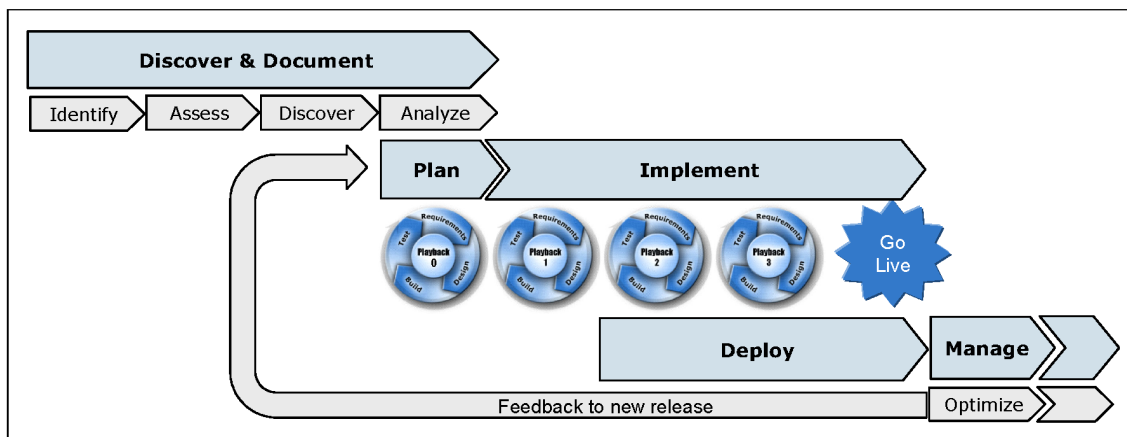 Discover & Document
Identify
Assess
Discover
Analyze
Plan
Implement
Test
Requirements
Design
Build
Playback
0
Test
Requirements
Design
Build
Playback
1
Test
Requirements
Design
Build
Playback
2
Test
Requirements
Design
Build
Playback
3
Go
Live
Deploy
Manage
Feedback to new release
Optimize